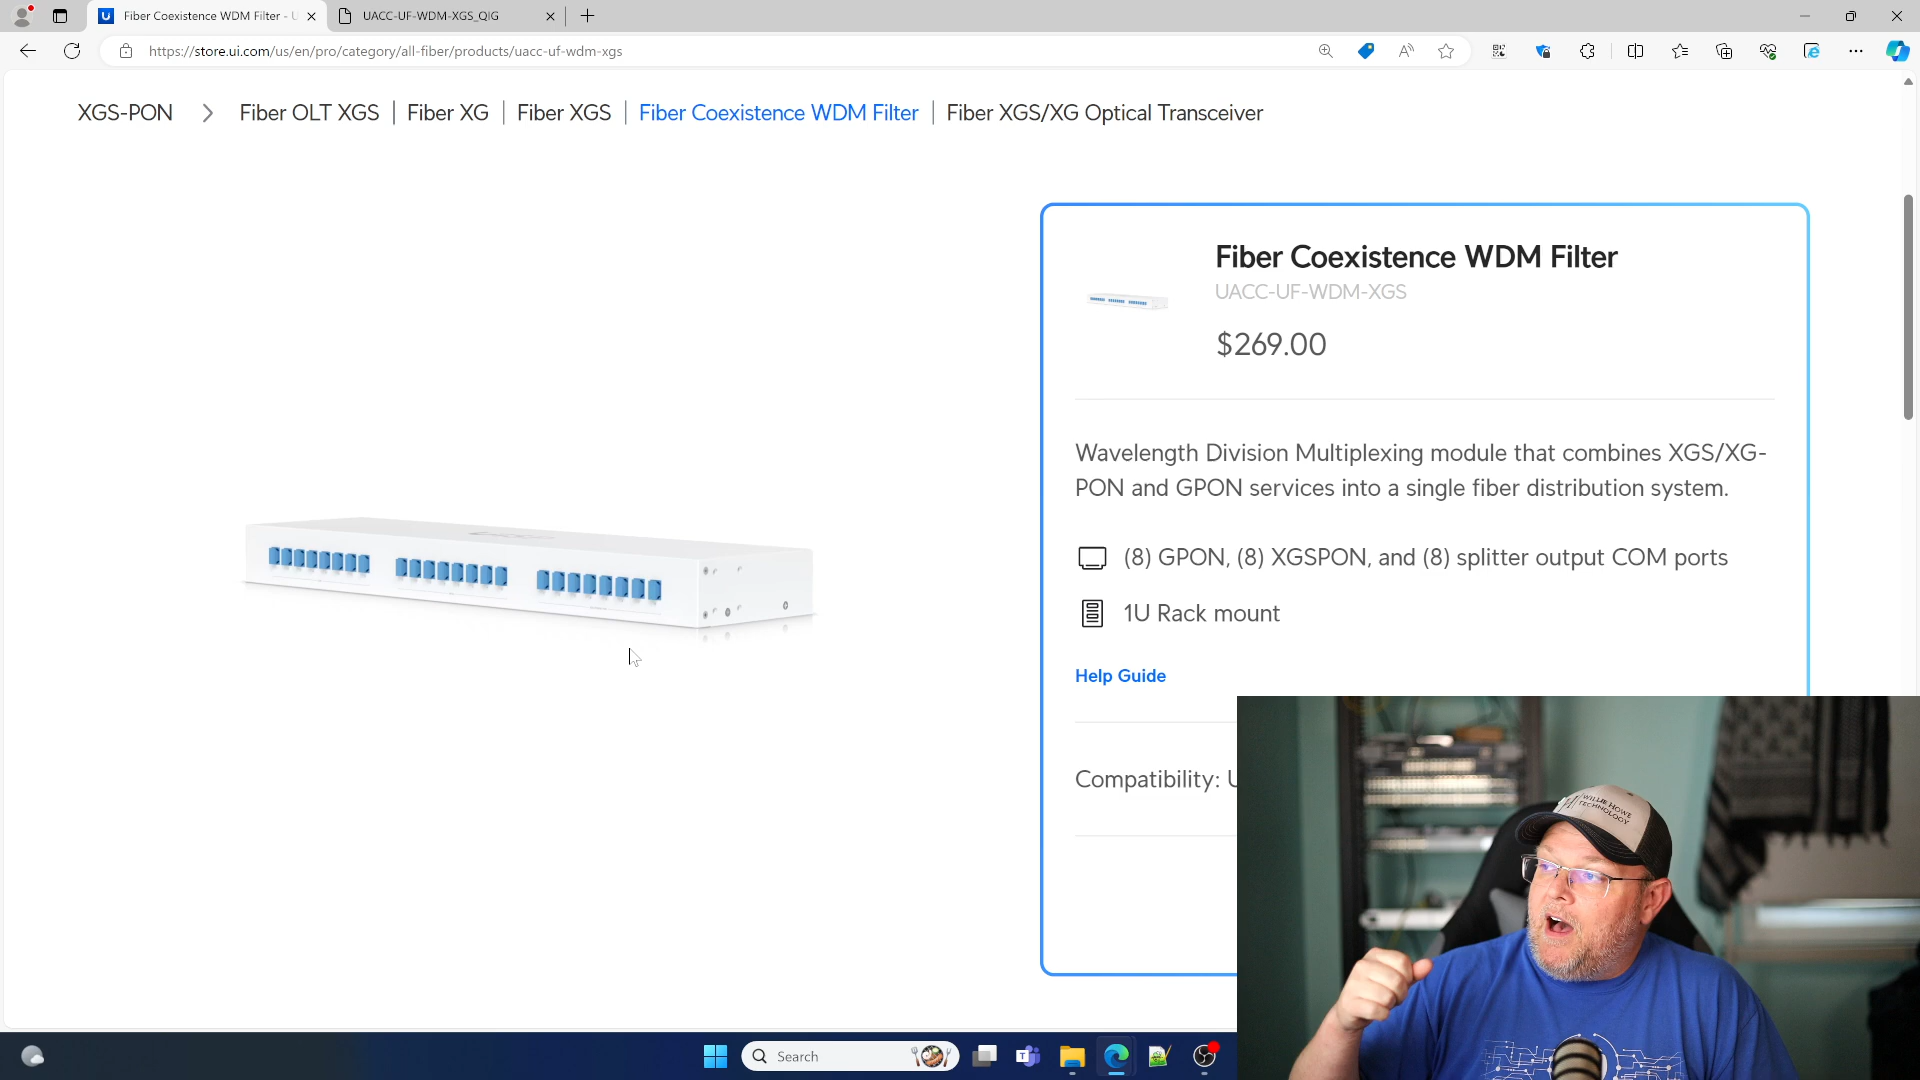 Fiber Coexistence WDM Filter - U
UACC-UF-WDM-XGS_QIG
https://store.ui.com/us/en/pro/category/all-fiber/products/uacc-uf-wdm-xgs
XGS-PON
Fiber OLT XGS
Fiber XG
Fiber XGS
Fiber Coexistence WDM Filter
Fiber XGS/XG Optical Transceiver
Fiber Coexistence WDM Filter
UACC-UF-WDM-XGS
$269.00
Wavelength Division Multiplexing module that combines XGS/XG-
PON and GPON services into a single fiber distribution system.
(8) GPON, (8) XGSPON, and (8) splitter output COM ports
1U Rack mount
Help Guide
Compatibility:
WILLIE HOWE
TECHNOLOGY
Search